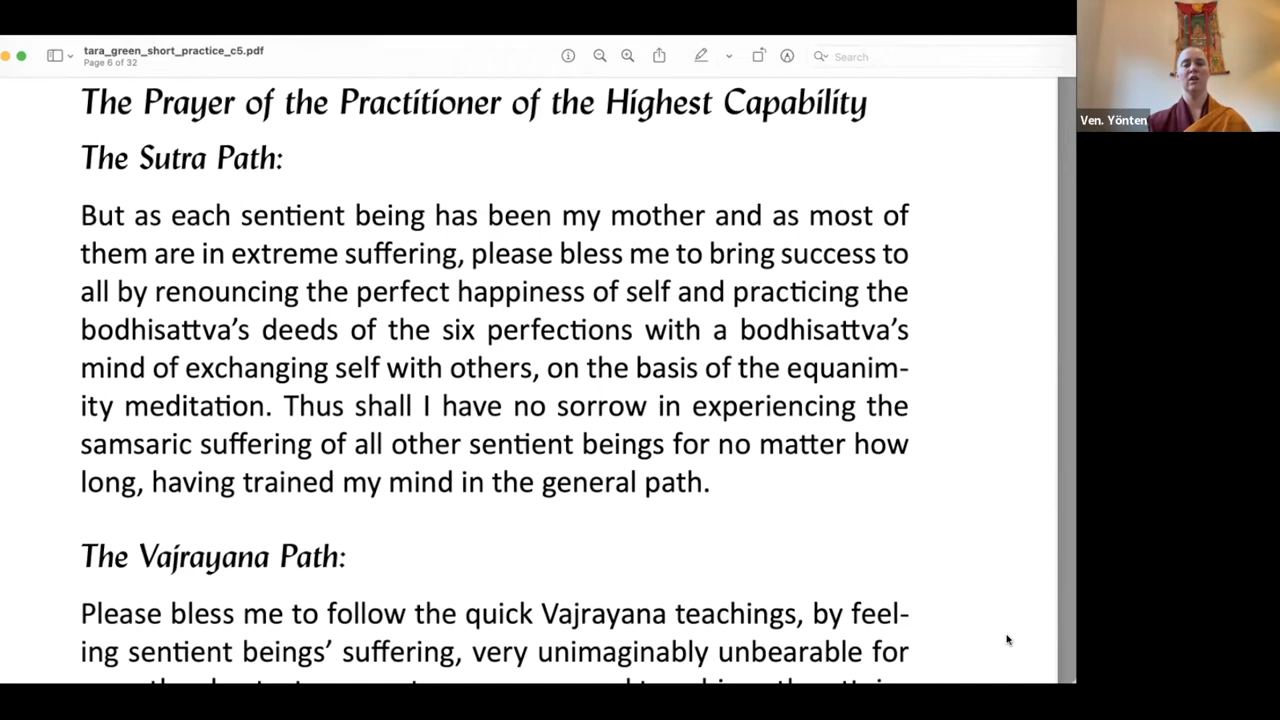 tara_green_short_practice_c5.pdf
Page 6 of 32
Search
Ven. Yönten
The Prayer of the Practitioner of the Highest Capability
The Sutra Path:
But as each sentient being has been my mother and as most of
them are in extreme suffering, please bless me to bring success to
all by renouncing the perfect happiness of self and practicing the
bodhisattva’s deeds of the six perfections with a bodhisattva’s
mind of exchanging self with others, on the basis of the equanim-
ity meditation. Thus shall I have no sorrow in experiencing the
samsaric suffering of all other sentient beings for no matter how
long, having trained my mind in the general path.
The Vajrayana Path:
Please bless me to follow the quick Vajrayana teachings, by feel-
ing sentient beings’ suffering, very unimaginably unbearable for